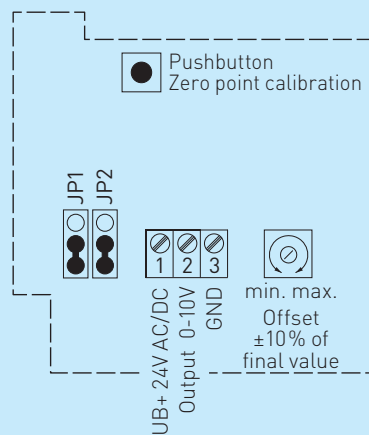 Pushbutton
Zero point calibration
JP1
JP2
1 2 3
UB+ 24V AC/DC
Output 0-10V
GND
min. max.
Offset
±10% of
final value